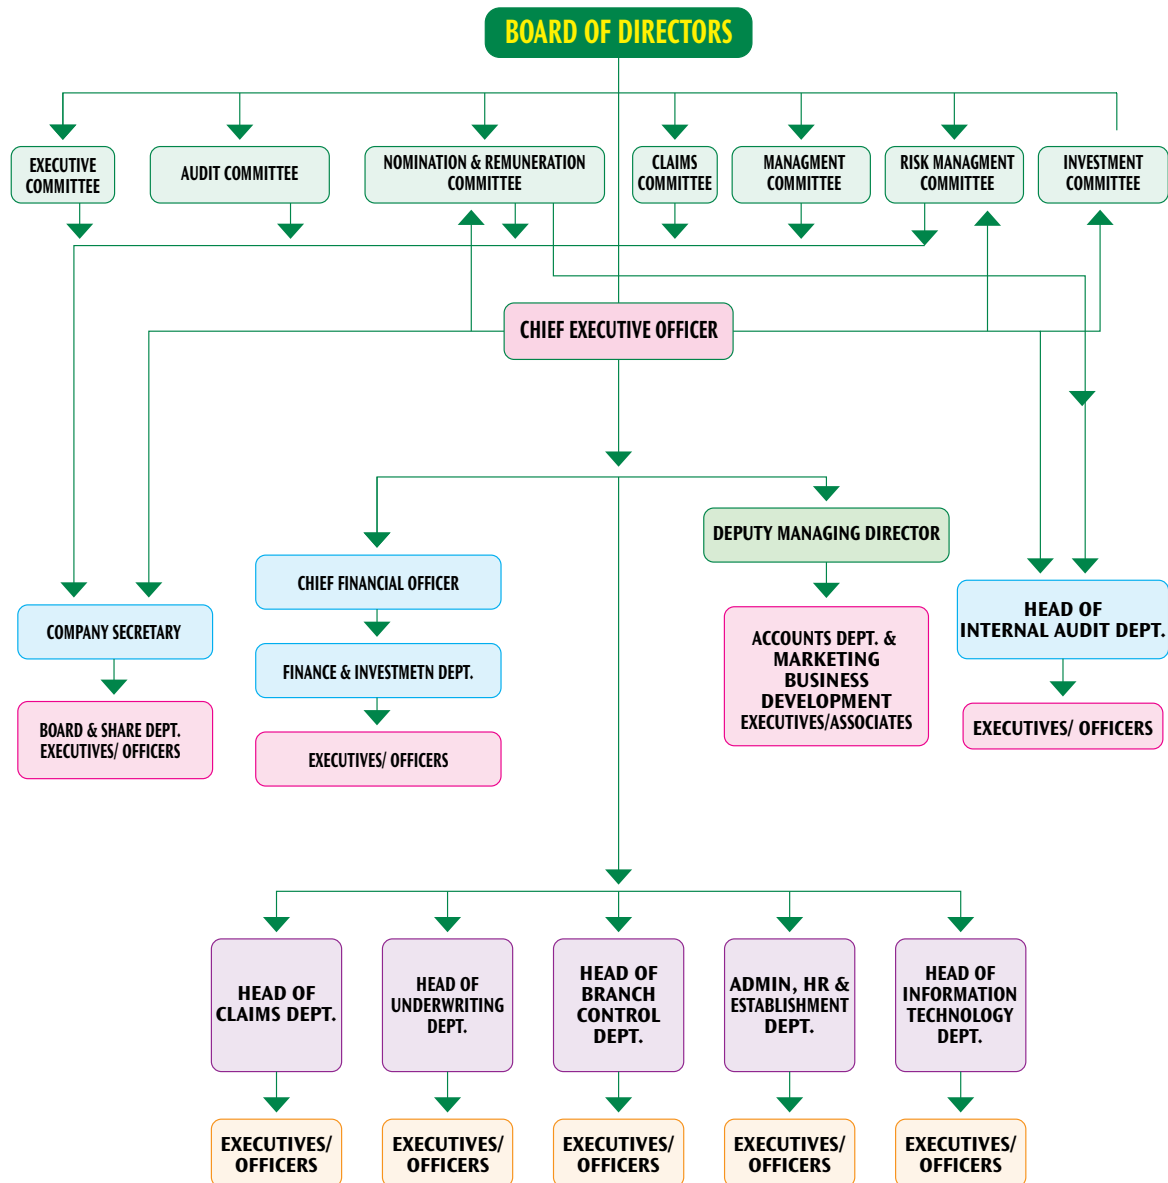 BOARD OF DIRECTORS
EXECUTIVE
COMMITTEE
AUDIT COMMITTEE
NOMINATION & REMUNERATION
COMMITTEE
CLAIMS
COMMITTEE
MANAGMENT
COMMITTEE
RISK MANAGMENT
COMMITTEE
INVESTMENT
COMMITTEE
CHIEF EXECUTIVE OFFICER
DEPUTY MANAGING DIRECTOR
CHIEF FINANCIAL OFFICER
COMPANY SECRETARY
FINANCE & INVESTMETN DEPT.
ACCOUNTS DEPT. &
MARKETING
BUSINESS
DEVELOPMENT
EXECUTIVES/ASSOCIATES
HEAD OF
INTERNAL AUDIT DEPT.
BOARD & SHARE DEPT.
EXECUTIVES/ OFFICERS
EXECUTIVES/ OFFICERS
EXECUTIVES/ OFFICERS
HEAD OF
CLAIMS DEPT.
HEAD OF
UNDERWRITING
DEPT.
HEAD OF
BRANCH
CONTROL
DEPT.
ADMIN, HR &
ESTABLISHMENT
DEPT.
HEAD OF
INFORMATION
TECHNOLOGY
DEPT.
EXECUTIVES/
OFFICERS
EXECUTIVES/
OFFICERS
EXECUTIVES/
OFFICERS
EXECUTIVES/
OFFICERS
EXECUTIVES/
OFFICERS